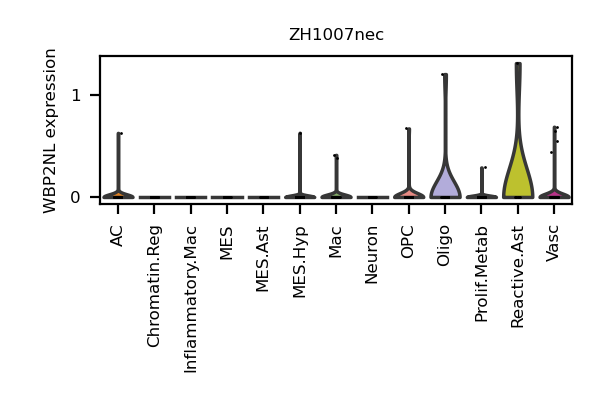 ZH1007nec
WBP2NL expression
1
0
AC
Chromatin.Reg
Inflammatory.Mac
MES
MES.Ast
MES.Hyp
Mac
Neuron
OPC
Oligo
Prolif.Metab
Reactive.Ast
Vasc